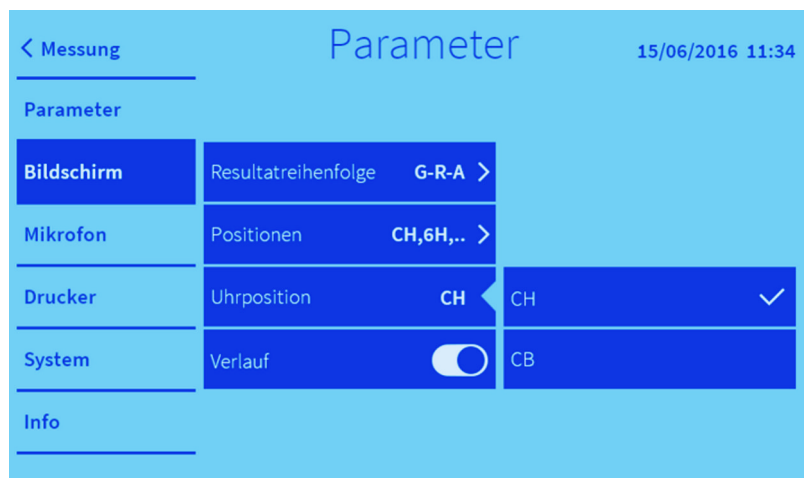 Messung
Parameter
15/06/2016 11:34
Parameter
Bildschirm
Mikrofon
Drucker
System
Info
Resultatreihenfolge G-R-A
Positionen CH,6H,..
Uhrposition CH
Verlauf
CH
CB